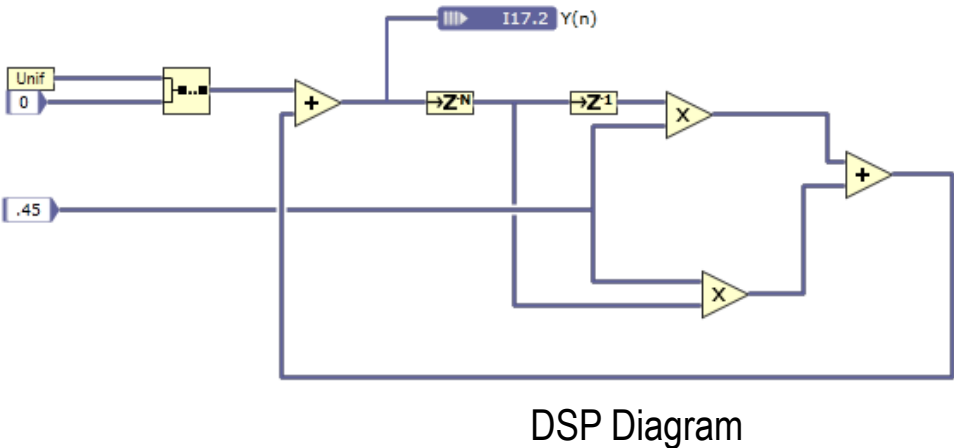 I17.2 Y(n)
Unif
0
+
→Z-N
→Z-1
X
+
.45
X
DSP Diagram